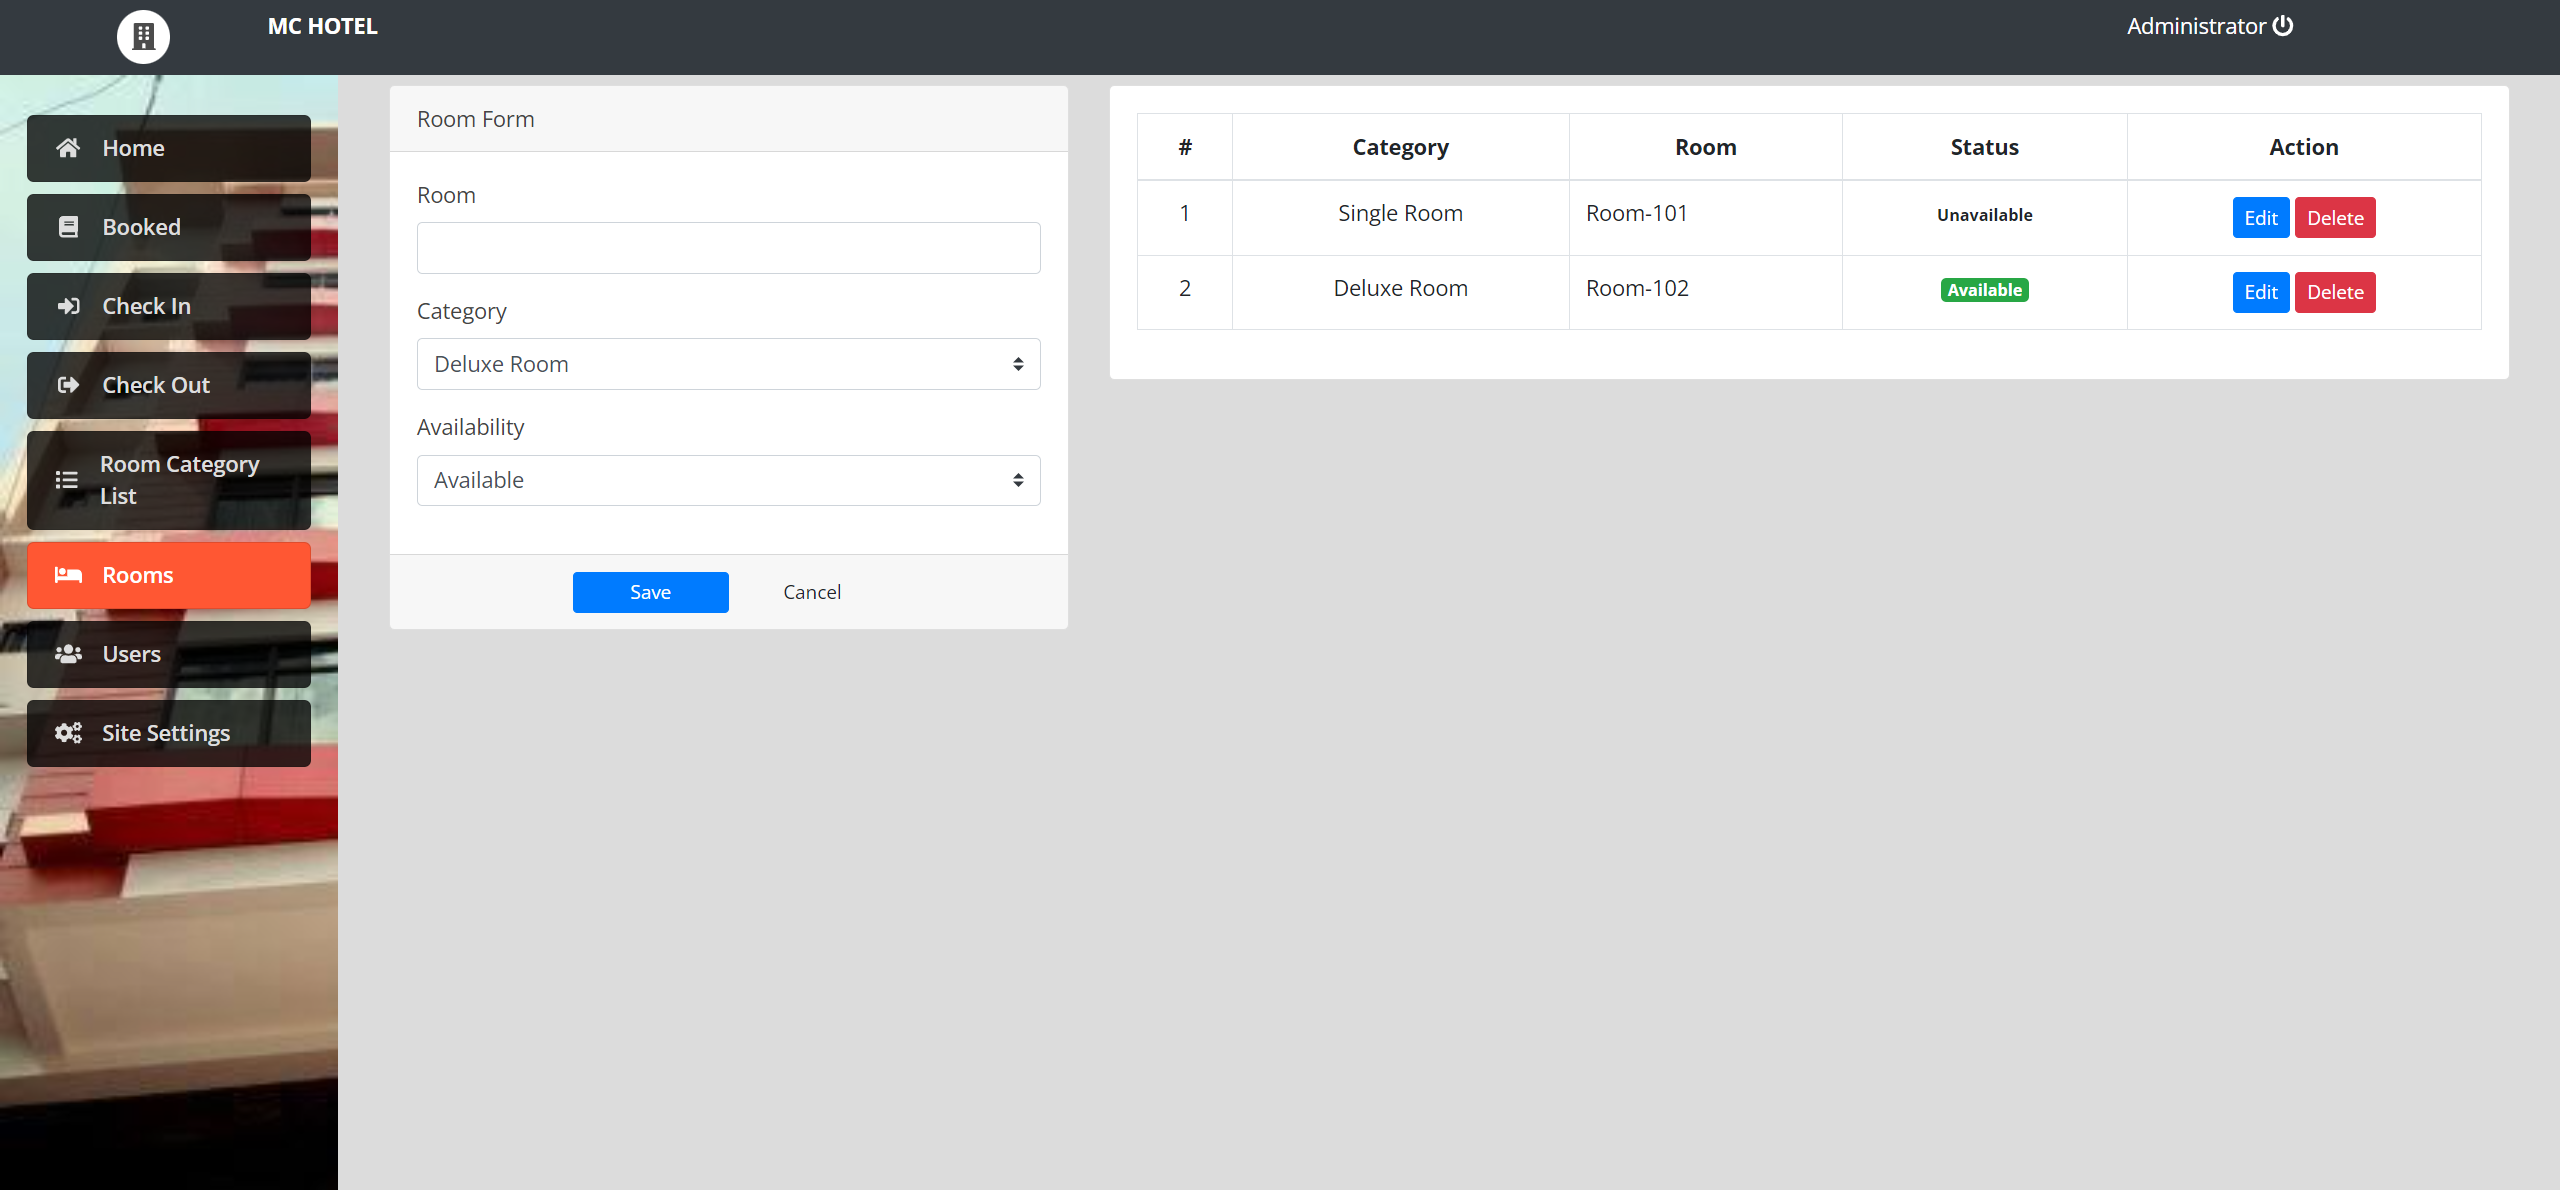 MC HOTEL
Administrator
Home
Booked
Check In
Check Out
Room Category
List
Rooms
Users
Site Settings
Room Form
Room
Category
Deluxe Room
Availability
Available
Save Cancel
# Category Room Status Action
1 Single Room Room-101 Unavailable Edit Delete
2 Deluxe Room Room-102 Available Edit Delete